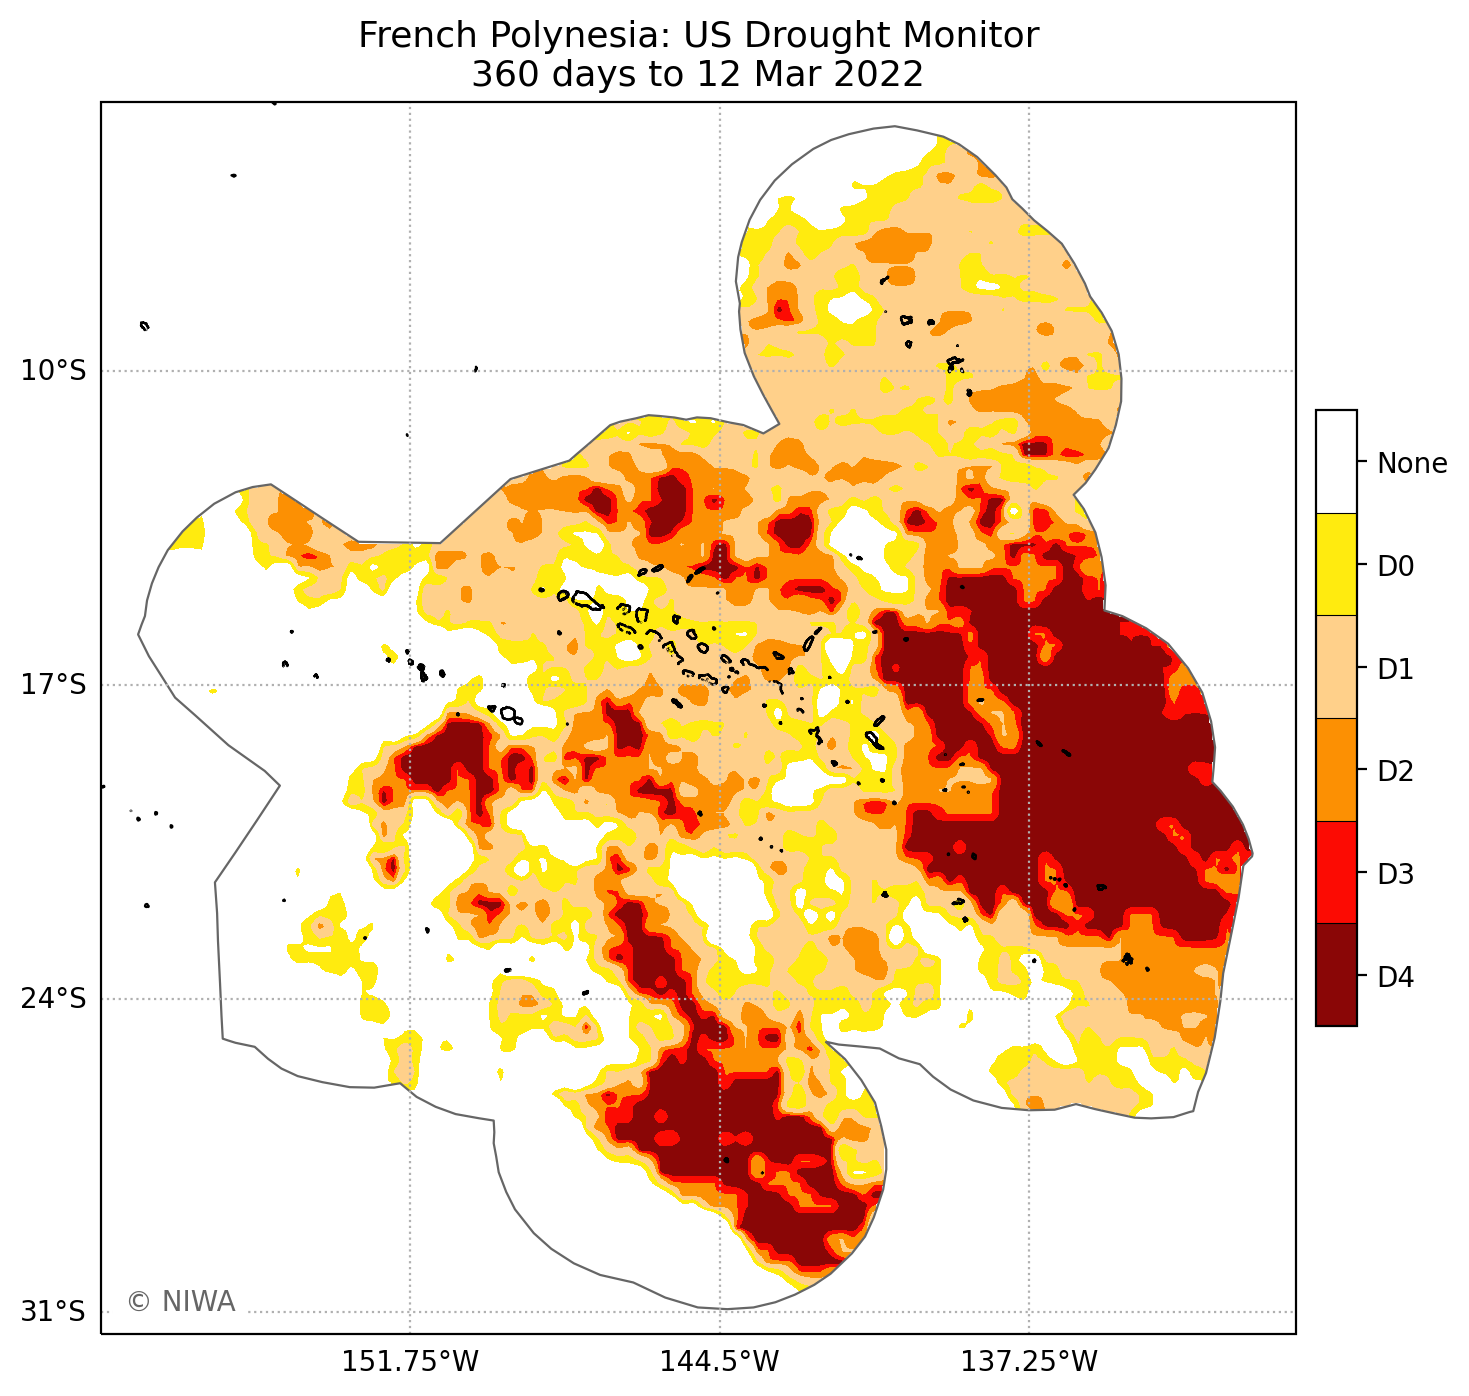 French Polynesia: US Drought Monitor
360 days to 12 Mar 2022
10°S
17°S
24°S
31°S
151.75°W
144.5°W
137.25°W
None
D0
D1
D2
D3
D4
© NIWA